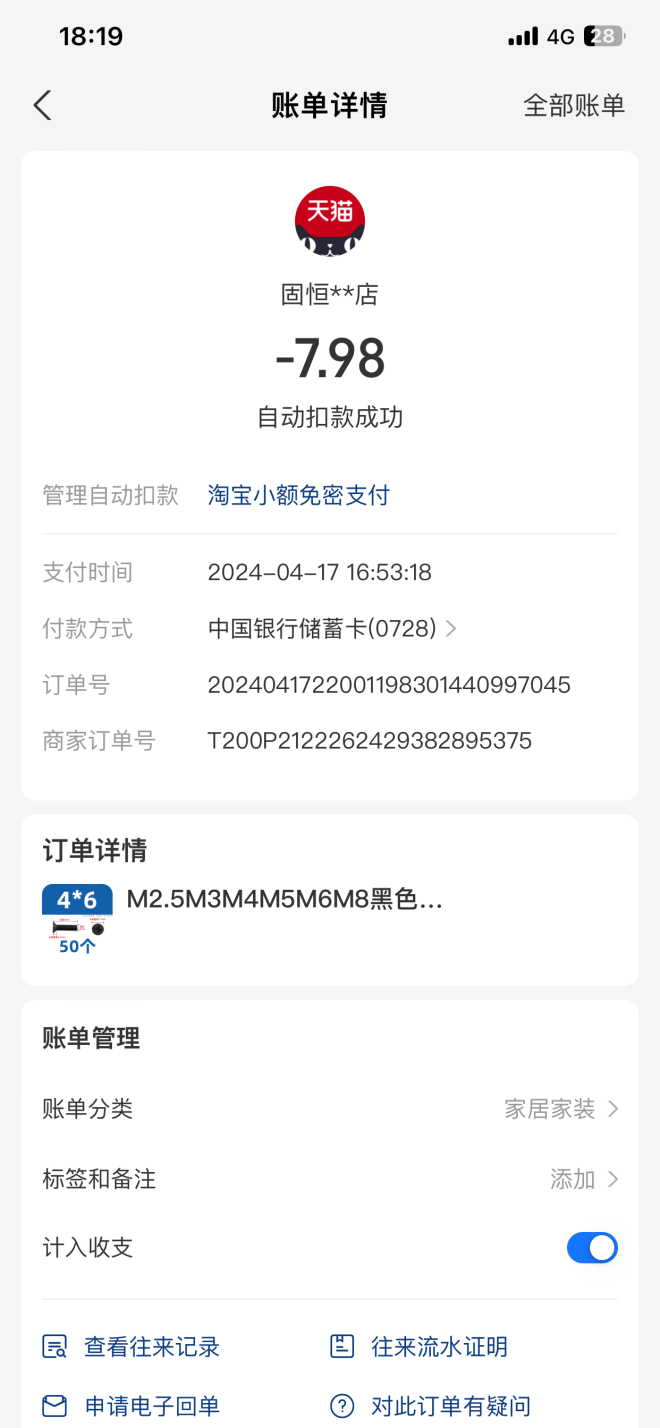 18:19
4G 28
账单详情
全部账单
天猫
固恒**店
-7.98
自动扣款成功
管理自动扣款 淘宝小额免密支付
支付时间 2024-04-17 16:53:18
付款方式 中国银行储蓄卡(0728)
订单号 2024041722001198301440997045
商家订单号 T200P2122262429382895375
订单详情
4*6
M2.5M3M4M5M6M8黑色...
50个
账单管理
账单分类 家居家装
标签和备注 添加
计入收支
查看往来记录 往来流水证明
申请电子回单 对此订单有疑问